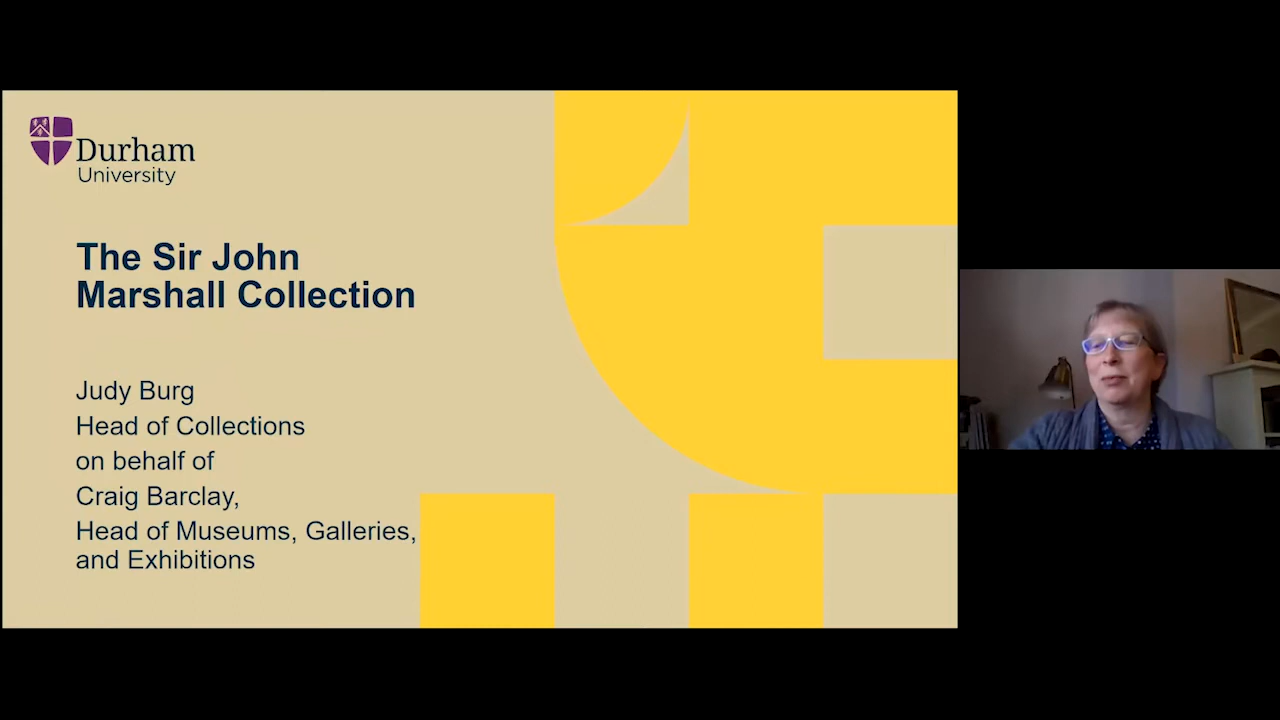 Durham
University
The Sir John
Marshall Collection
Judy Burg
Head of Collections
on behalf of
Craig Barclay,
Head of Museums, Galleries,
and Exhibitions